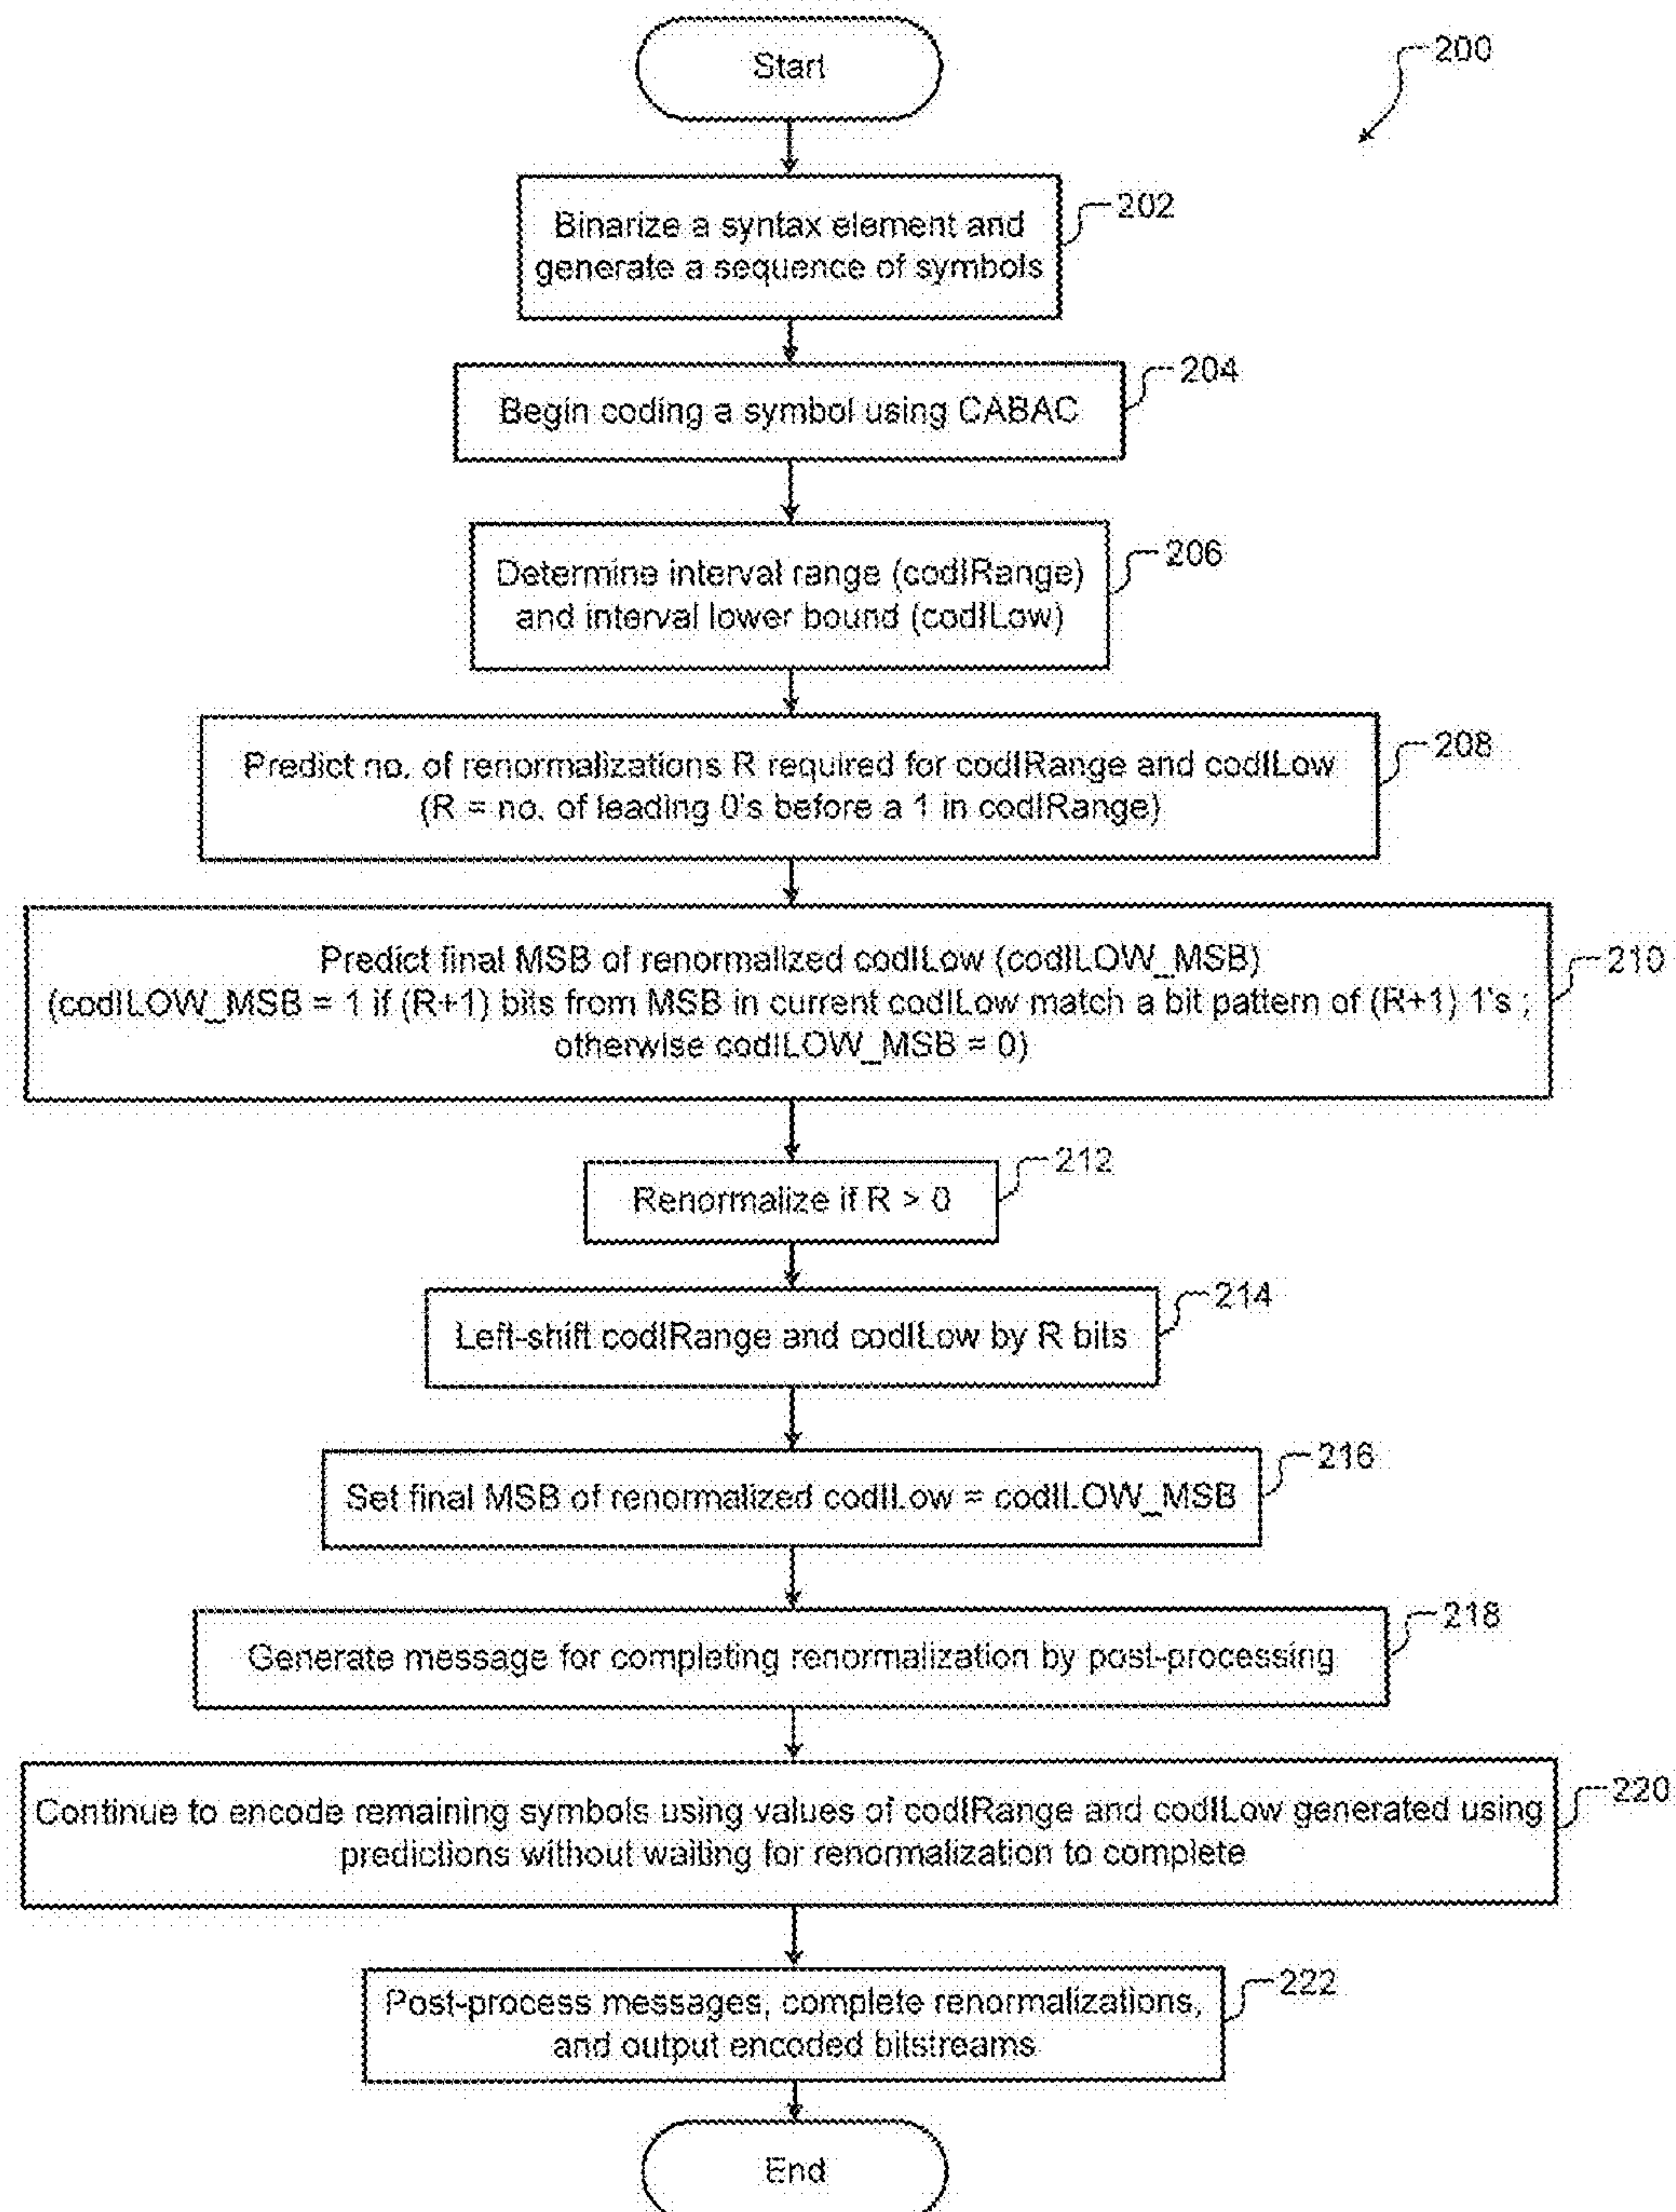 Start
200
Binarize a syntax element and
generate a sequence of symbols
202
Begin coding a symbol using CABAC
204
Determine interval range (codIRange)
and interval lower bound (codILow)
206
Predict no. of renormalizations R required for codIRange and codILow
(R = no. of leading 0's before a 1 in codIRange)
208
Predict final MSB of renormalized codILow (codILOW_MSB)
(codILOW_MSB = 1 if (R+1) bits from MSB in current codILow match a bit pattern of (R+1) 1's ;
otherwise codILOW_MSB = 0)
210
Renormalize if R > 0
212
Left-shift codIRange and codILow by R bits
214
Set final MSB of renormalized codILow = codILOW_MSB
216
Generate message for completing renormalization by post-processing
218
Continue to encode remaining symbols using values of codIRange and codILow generated using
predictions without waiting for renormalization to complete
220
Post-process messages, complete renormalizations,
and output encoded bitstreams
222
End